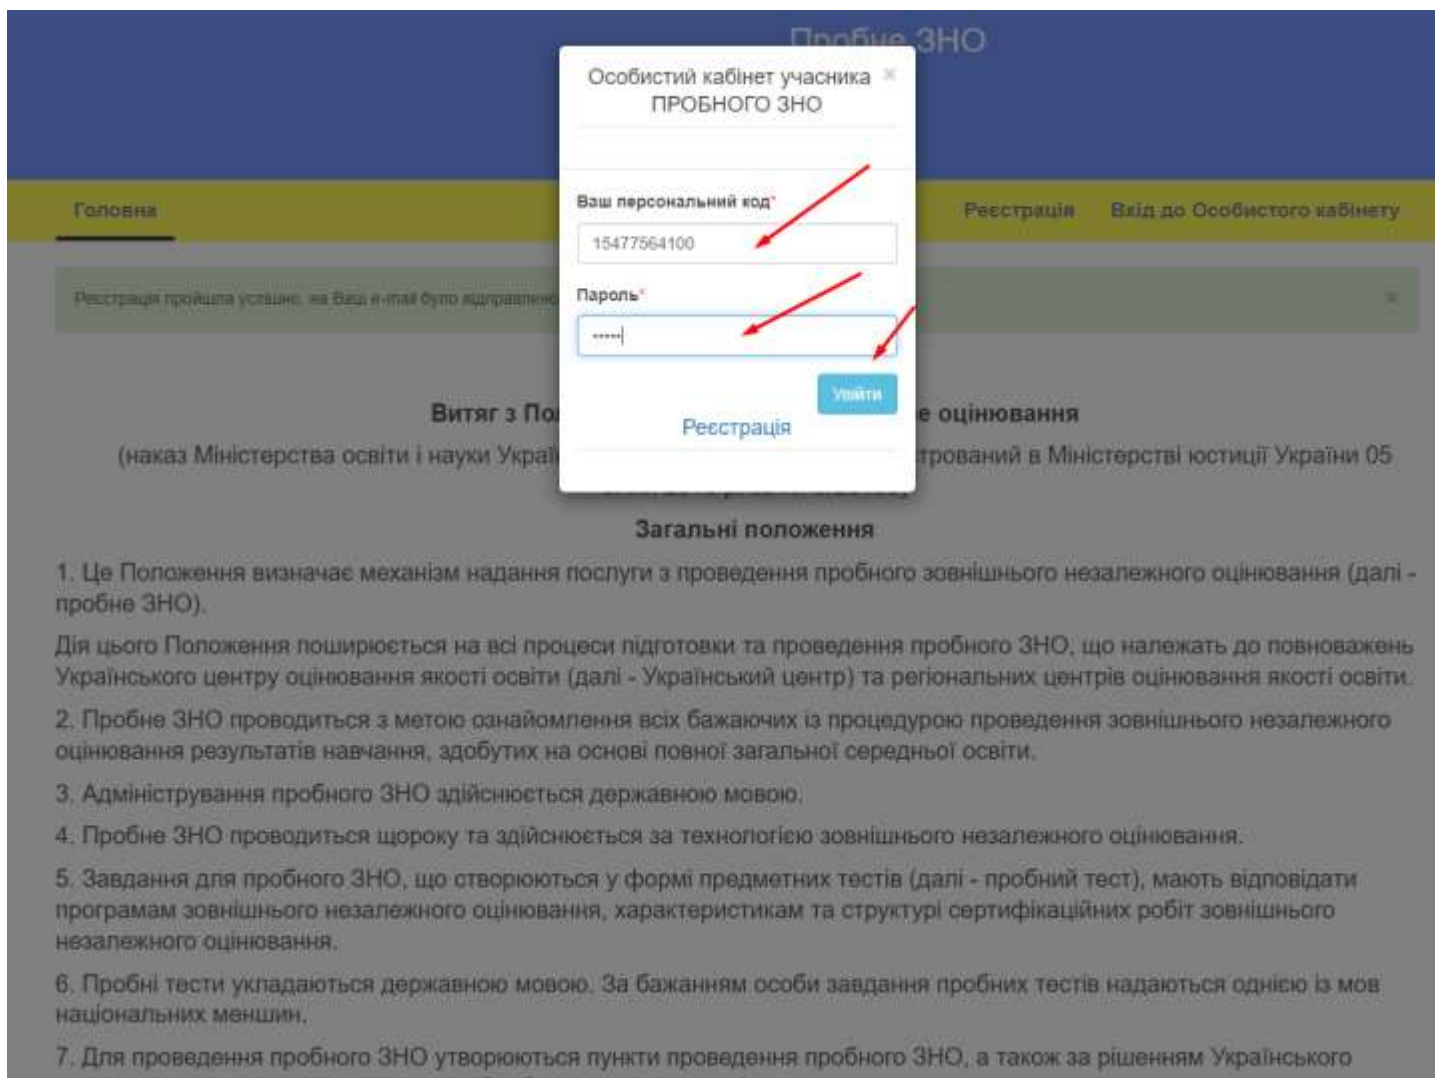 Пробне ЗНО
Особистий кабінет учасника ×
ПРОБНОГО ЗНО
Ваш персональний код*
Головна
Реєстрація Вхід до Особистого кабінету
15477564100
Пароль*
Реєстрація пройшла успішно, на Ваш e-mail було відправлено ×
•••••
Увійти
Витяг з По е оцінювання
Реєстрація
(наказ Міністерства освіти і науки Украї трований в Міністерстві юстиції України 05
Загальні положення
1. Це Положення визначає механізм надання послуги з проведення пробного зовнішнього незалежного оцінювання (далі -
пробне ЗНО).
Дія цього Положення поширюється на всі процеси підготовки та проведення пробного ЗНО, що належать до повноважень
Українського центру оцінювання якості освіти (далі - Український центр) та регіональних центрів оцінювання якості освіти.
2. Пробне ЗНО проводиться з метою ознайомлення всіх бажаючих із процедурою проведення зовнішнього незалежного
оцінювання результатів навчання, здобутих на основі повної загальної середньої освіти.
3. Адміністрування пробного ЗНО здійснюється державною мовою.
4. Пробне ЗНО проводиться щороку та здійснюється за технологією зовнішнього незалежного оцінювання.
5. Завдання для пробного ЗНО, що створюються у формі предметних тестів (далі - пробний тест), мають відповідати
програмам зовнішнього незалежного оцінювання, характеристикам та структурі сертифікаційних робіт зовнішнього
незалежного оцінювання.
6. Пробні тести укладаються державною мовою. За бажанням особи завдання пробних тестів надаються однією із мов
національних меншин.
7. Для проведення пробного ЗНО утворюються пункти проведення пробного ЗНО, а також за рішенням Українського